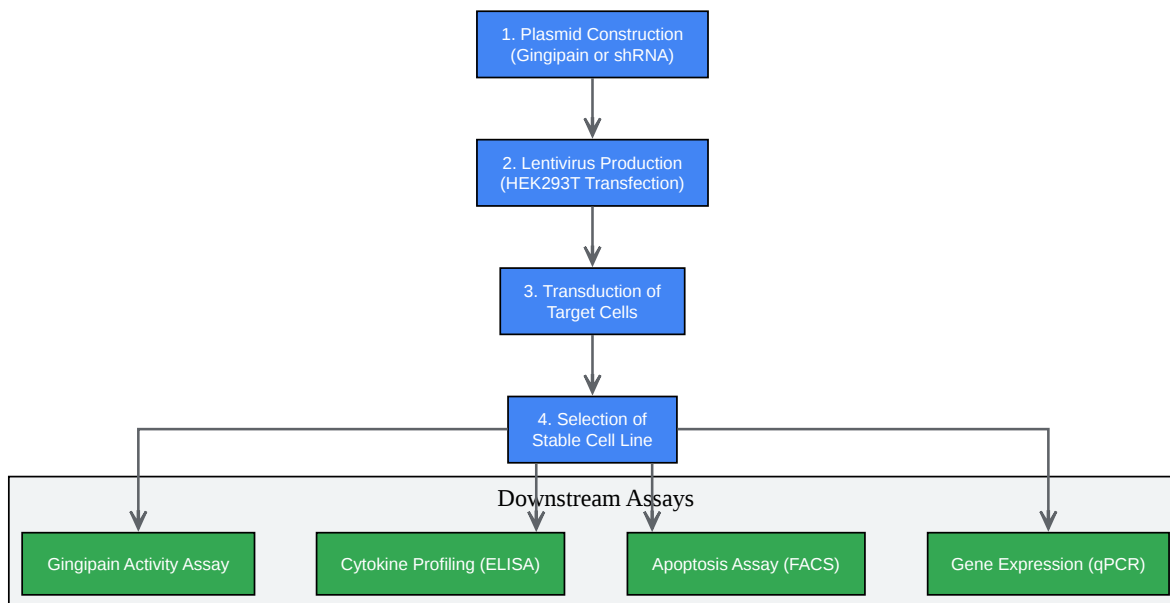 1. Plasmid Construction
(Gingipain or shRNA)
2. Lentivirus Production
(HEK293T Transfection)
3. Transduction of
Target Cells
4. Selection of
Stable Cell Line
Downstream Assays
Gingipain Activity Assay
Cytokine Profiling (ELISA)
Apoptosis Assay (FACS)
Gene Expression (qPCR)